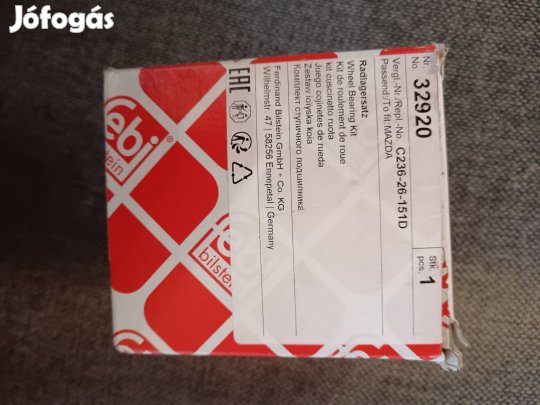 Jófogás
Nr.
No.
32920
Stk.
pcs.
1
Vergl.-Nr./Repl. No. C236-26-151D
Passend/To fit MAZDA
Radlagersatz
Wheel Bearing Kit
Kit de roulement de roue
kit cuscinetto ruota
Juego cojinetes de rueda
Zestaw łożyska koła
Комплект ступичного подшипника
Ferdinand Bilstein GmbH + Co. KG
Wilhelmstr. 47 | 58256 Ennepetal | Germany
EAC
febi
bilstein
bilstein